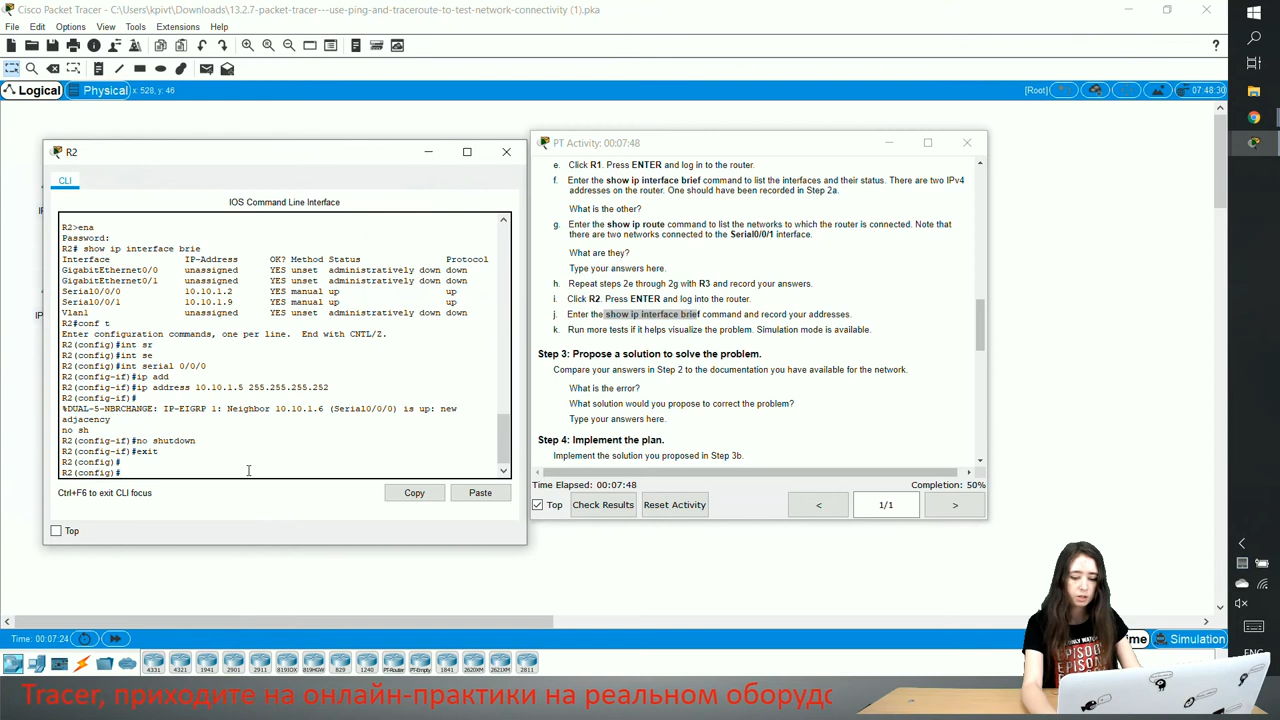 Cisco Packet Tracer - C:\Users\kpivt\Downloads\13.2.7-packet-tracer---use-ping-and-traceroute-to-test-network-connectivity (1).pka
File Edit Options View Tools Extensions Help
Logical Physical x: 528, y: 46 [Root] 07:48:30
R2
CLI
IOS Command Line Interface
R2>ena
Password:
R2# show ip interface brie
Interface IP-Address OK? Method Status Protocol
GigabitEthernet0/0 unassigned YES unset administratively down down
GigabitEthernet0/1 unassigned YES unset administratively down down
Serial0/0/0 10.10.1.2 YES manual up up
Serial0/0/1 10.10.1.9 YES manual up up
Vlan1 unassigned YES unset administratively down down
R2#conf t
Enter configuration commands, one per line. End with CNTL/Z.
R2(config)#int sr
R2(config)#int se
R2(config)#int serial 0/0/0
R2(config-if)#ip add
R2(config-if)#ip address 10.10.1.5 255.255.255.252
R2(config-if)#
%DUAL-5-NBRCHANGE: IP-EIGRP 1: Neighbor 10.10.1.6 (Serial0/0/0) is up: new
adjacency
no sh
R2(config-if)#no shutdown
R2(config-if)#exit
R2(config)#
R2(config)#
Ctrl+F6 to exit CLI focus
Copy Paste
Top
PT Activity: 00:07:48
e. Click R1. Press ENTER and log in to the router.
f. Enter the show ip interface brief command to list the interfaces and their status. There are two IPv4
addresses on the router. One should have been recorded in Step 2a.
What is the other?
g. Enter the show ip route command to list the networks to which the router is connected. Note that
there are two networks connected to the Serial0/0/1 interface.
What are they?
Type your answers here.
h. Repeat steps 2e through 2g with R3 and record your answers.
i. Click R2. Press ENTER and log into the router.
j. Enter the show ip interface brief command and record your addresses.
k. Run more tests if it helps visualize the problem. Simulation mode is available.
Step 3: Propose a solution to solve the problem.
Compare your answers in Step 2 to the documentation you have available for the network.
What is the error?
What solution would you propose to correct the problem?
Type your answers here.
Step 4: Implement the plan.
Implement the solution you proposed in Step 3b.
Time Elapsed: 00:07:48 Completion: 50%
Top Check Results Reset Activity < 1/1 >
Time: 00:07:24 Simulation
4331 4321 1941 2901 2911 819IOX 819HGW 829 1240 PT-Router PT-Empty 1841 2620XM 2621XM 2811
Tracer, приходите на онлайн-практики на реальном оборудо